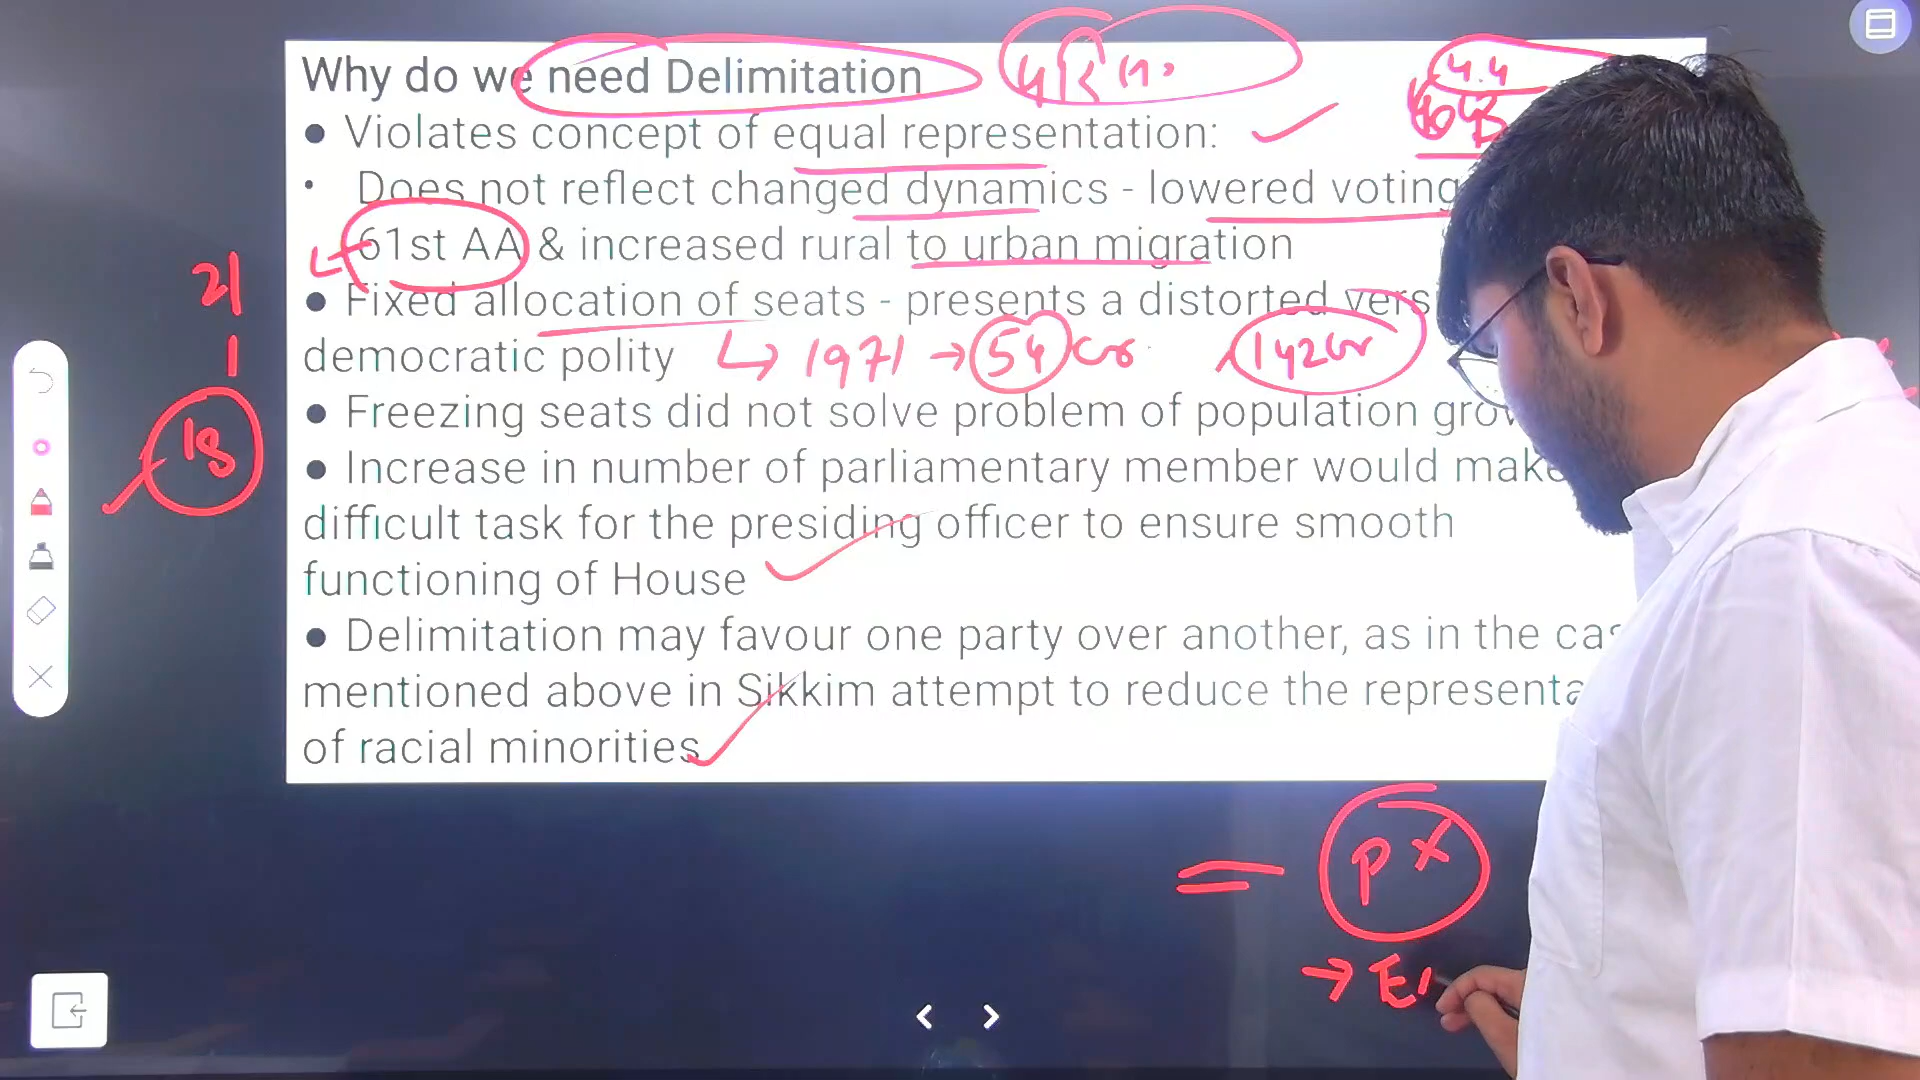 Why do we need Delimitation
● Violates concept of equal representation:
• Does not reflect changed dynamics - lowered voting
61st AA & increased rural to urban migration
● Fixed allocation of seats - presents a distorted
democratic polity → 1971 → 54 cr 142 cr
● Freezing seats did not solve problem of population
● Increase in number of parliamentary member would make
difficult task for the presiding officer to ensure smooth
functioning of House
● Delimitation may favour one party over another, as in the
mentioned above in Sikkim attempt to reduce the
of racial minorities
21
18
4.4
= P X